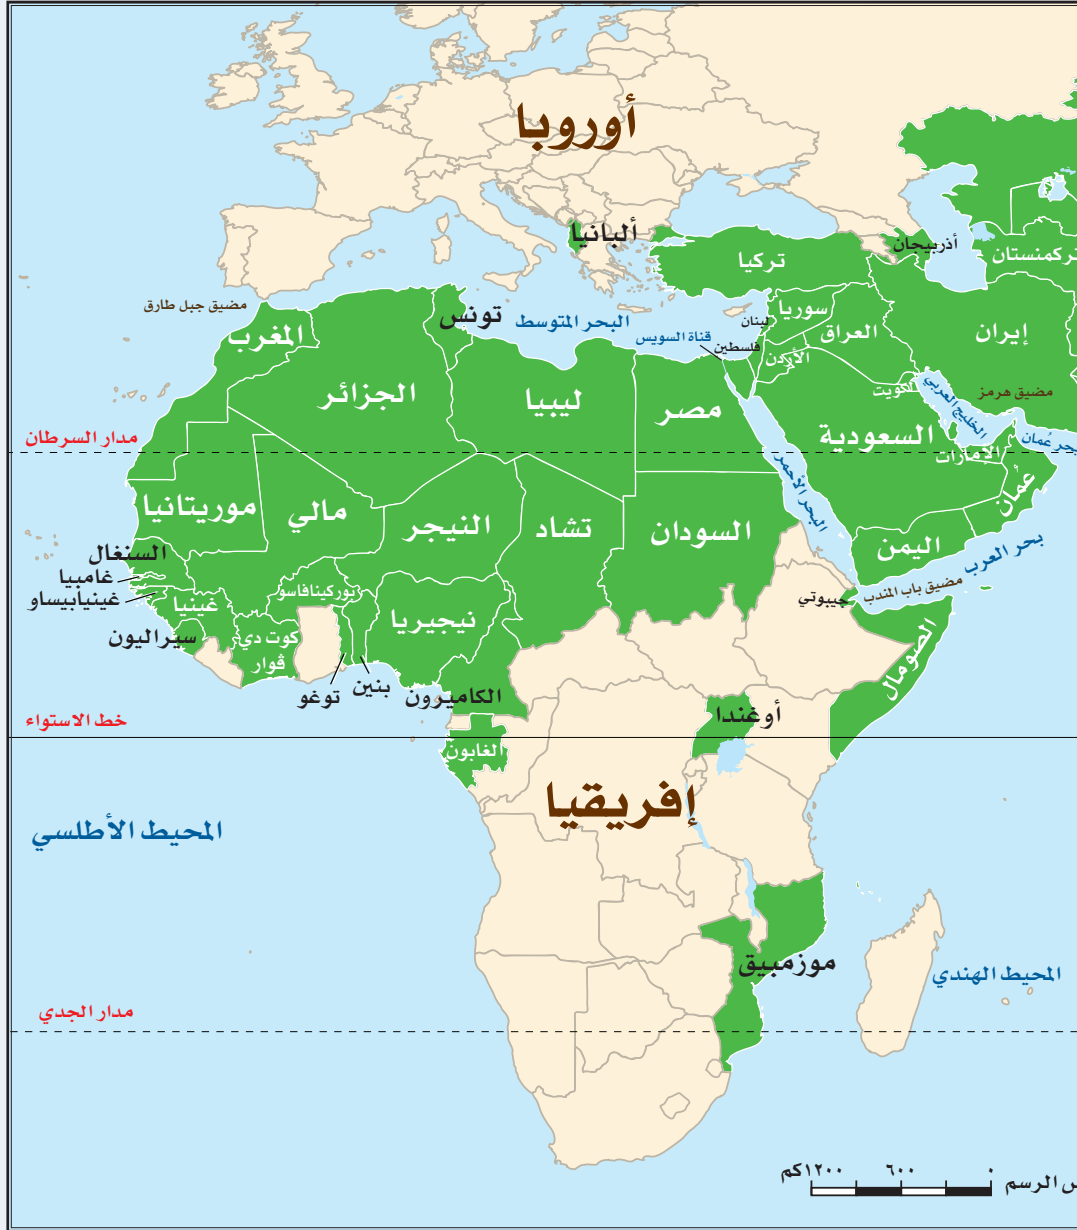 أوروبا
ألبانيا
أذربيجان
تركمنستان
تركيا
مضيق جبل طارق
تونس
البحر المتوسط
قناة السويس
لبنان
سوريا
فلسطين
الأردن
العراق
إيران
المغرب
الجزائر
ليبيا
مصر
الكويت
الخليج العربي
مضيق هرمز
السعودية
الإمارات
بحر عُمان
عُمان
مدار السرطان
البحر الأحمر
موريتانيا
مالي
النيجر
تشاد
السودان
اليمن
بحر العرب
مضيق باب المندب
جيبوتي
السنغال
غامبيا
غينيابيساو
غينيا
بوركينافاسو
سيراليون
كوت دي
ڤوار
نيجيريا
توغو
بنين
الكاميرون
الصومال
أوغندا
خط الاستواء
الغابون
إفريقيا
المحيط الأطلسي
موزمبيق
المحيط الهندي
مدار الجدي
س الرسم
٠ ٦٠٠ ١٢٠٠كم